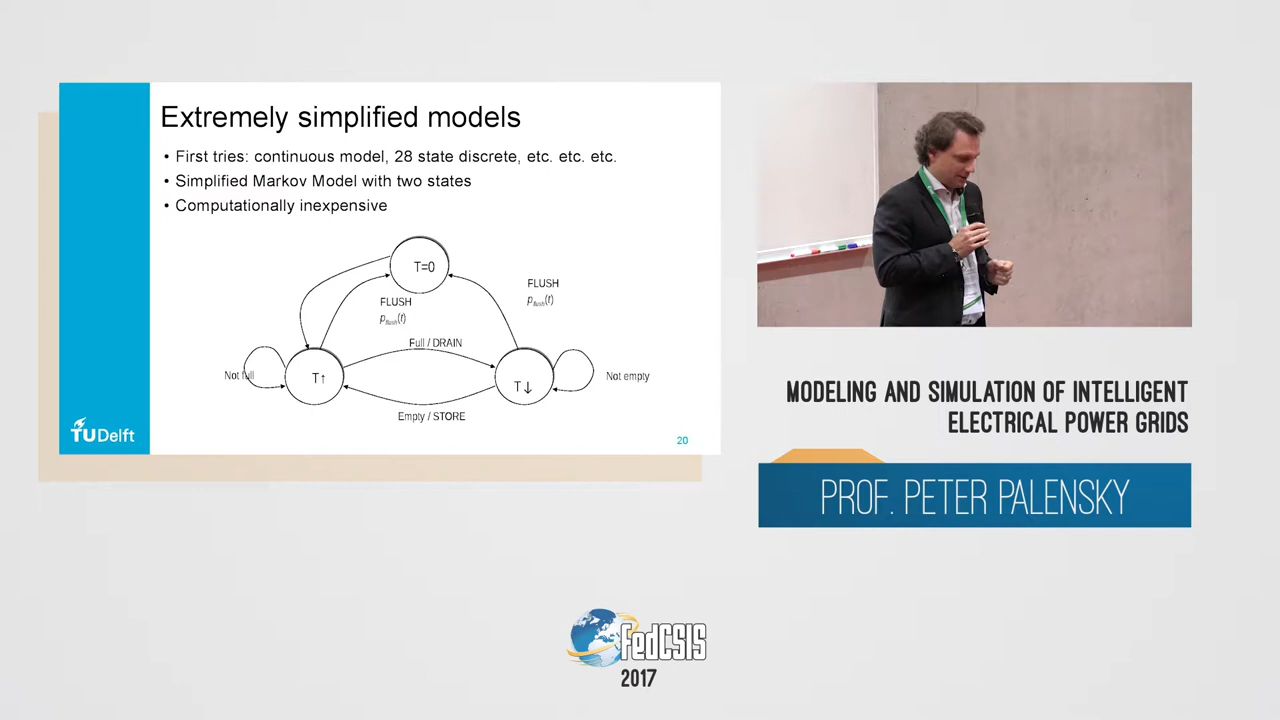 Extremely simplified models
• First tries: continuous model, 28 state discrete, etc. etc. etc.
• Simplified Markov Model with two states
• Computationally inexpensive
T=0
FLUSH
pflush(t)
FLUSH
pflush(t)
Full / DRAIN
Not full
T↑
T↓
Not empty
Empty / STORE
TUDelft
20
MODELING AND SIMULATION OF INTELLIGENT
ELECTRICAL POWER GRIDS
PROF. PETER PALENSKY
FedCSIS
2017